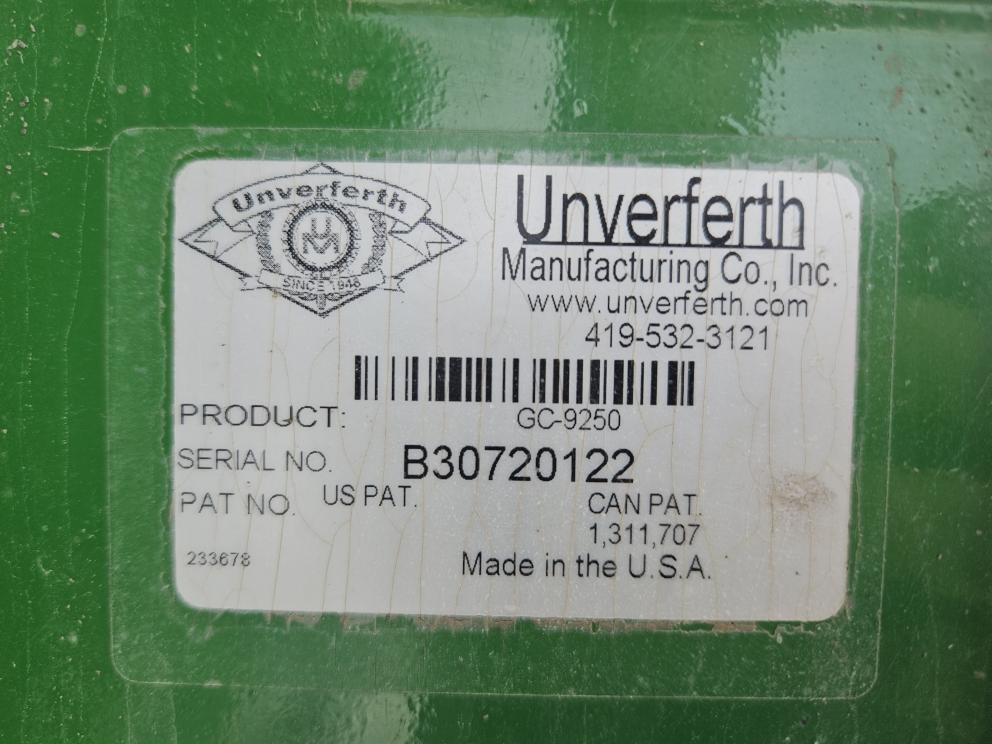 Unverferth
UM
SINCE 1948
Unverferth
Manufacturing Co., Inc.
www.unverferth.com
419-532-3121
PRODUCT: GC-9250
SERIAL NO. B30720122
PAT NO. US PAT. CAN PAT.
1,311,707
233678 Made in the U.S.A.